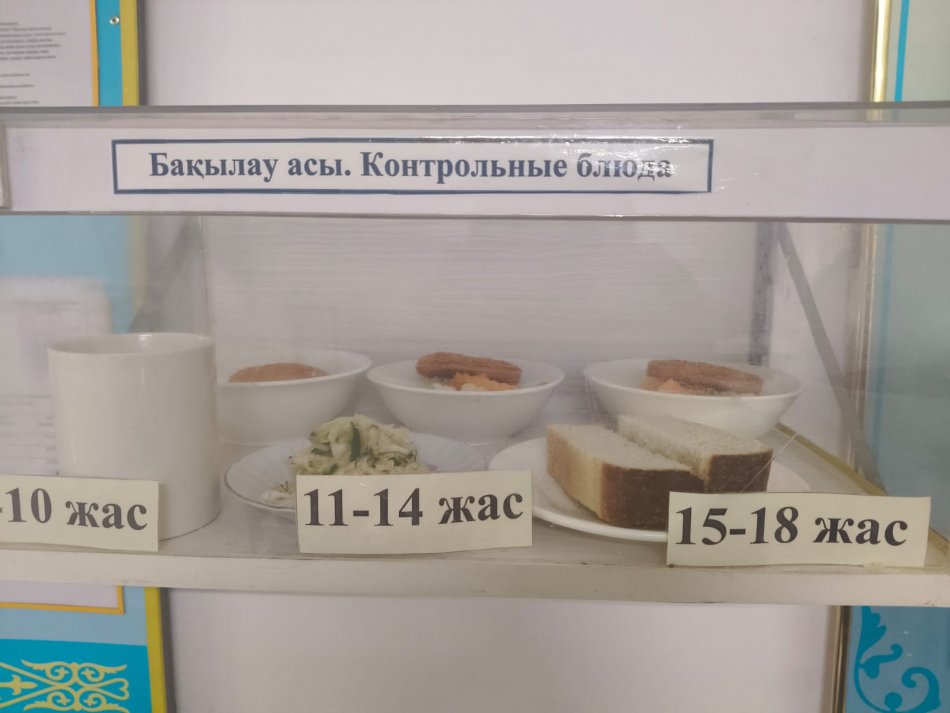 Бақылау асы. Контрольные блюда
-10 жас
11-14 жас
15-18 жас